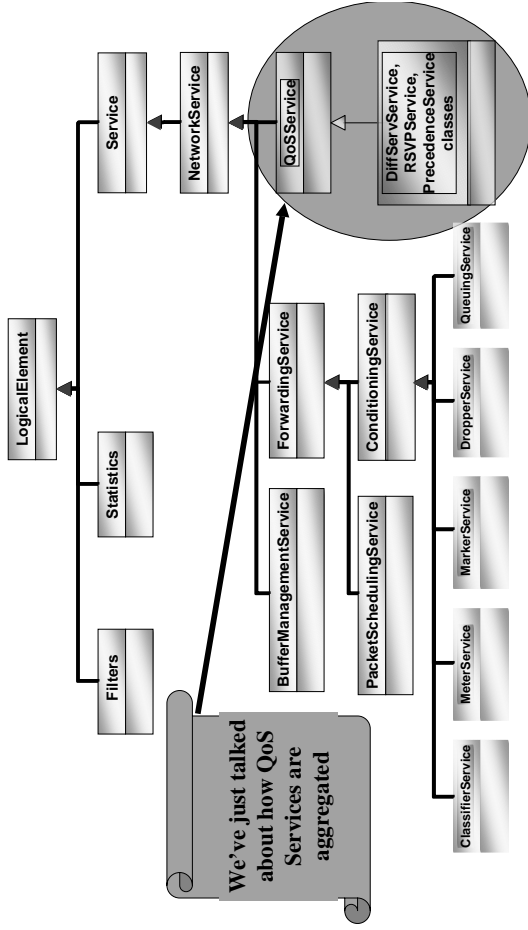 LogicalElement
Filters
Statistics
Service
NetworkService
BufferManagementService
ForwardingService
QoSService
PacketSchedulingService
ConditioningService
DiffServService,
RSVPService,
PrecedenceService
classes
ClassifierService
MeterService
MarkerService
DropperService
QueuingService
We've just talked
about how QoS
Services are
aggregated